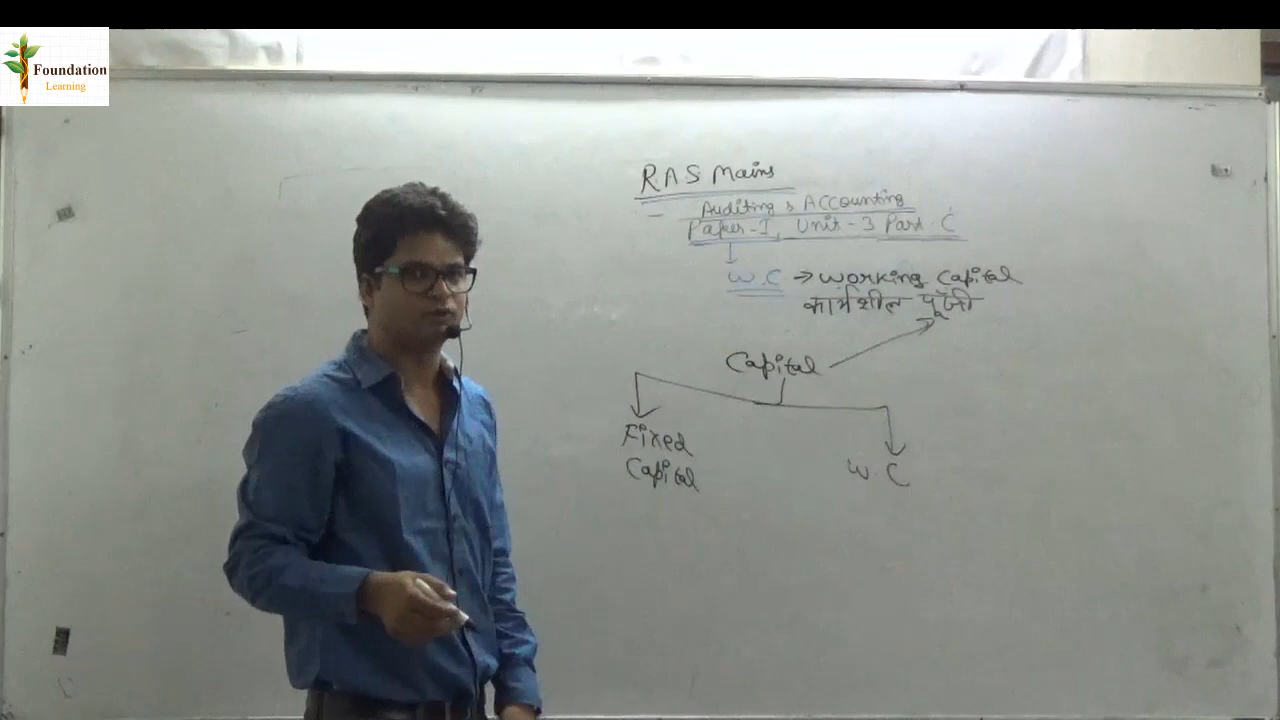 Foundation
Learning
RAS Mains
Auditing & Accounting
Paper-I, Unit-3 Part-C
W.C → Working Capital
कार्यशील पूँजी
Capital
Fixed
Capital
W.C